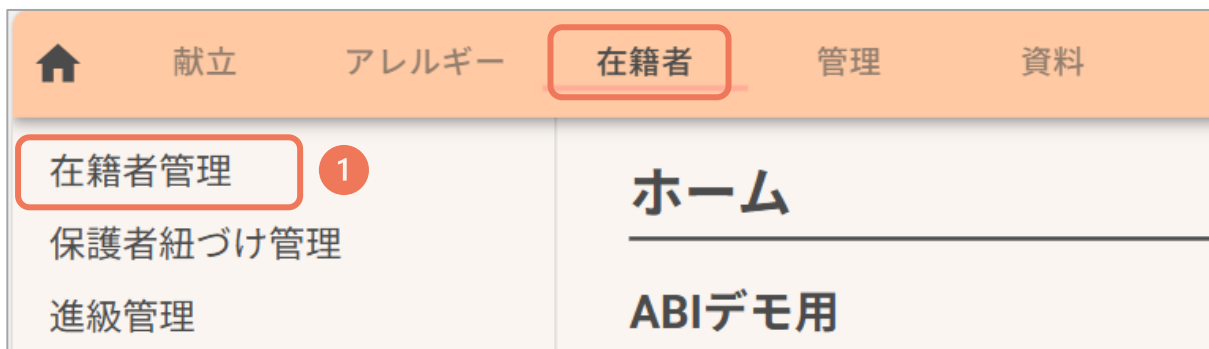 献立 アレルギー 在籍者 管理 資料
在籍者管理 1
保護者紐づけ管理
進級管理
ホーム
ABIデモ用